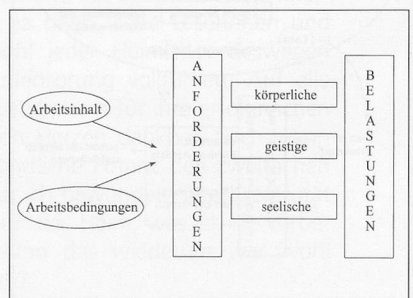 Arbeitsinhalt
Arbeitsbedingungen
ANFORDERUNGEN
körperliche
geistige
seelische
BELASTUNGEN